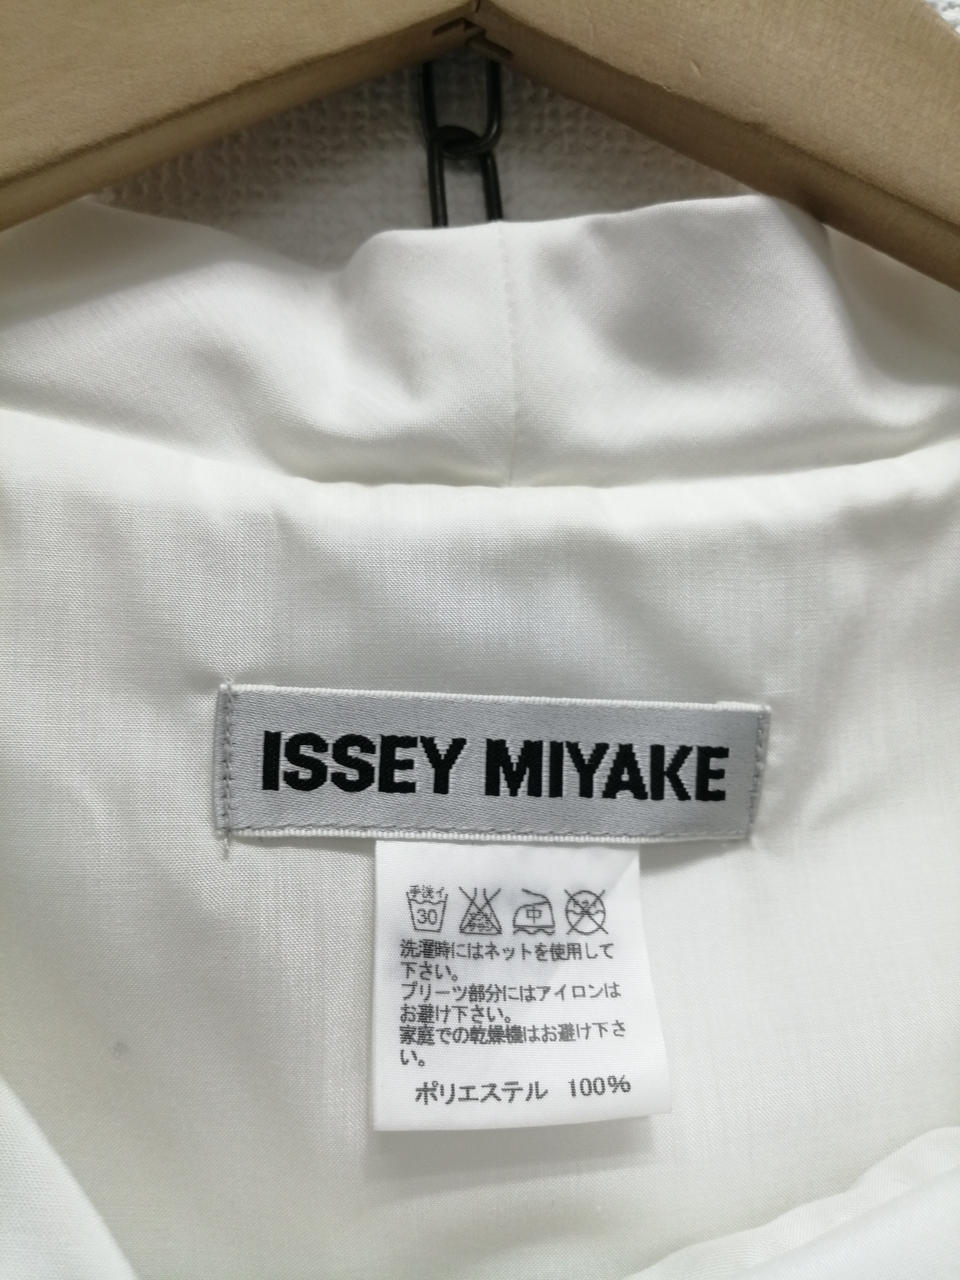 ISSEY MIYAKE
手洗イ
30
中
洗濯時にはネットを使用して
下さい。
プリーツ部分にはアイロンは
お避け下さい。
家庭での乾燥機はお避け下さ
い。
ポリエステル 100%